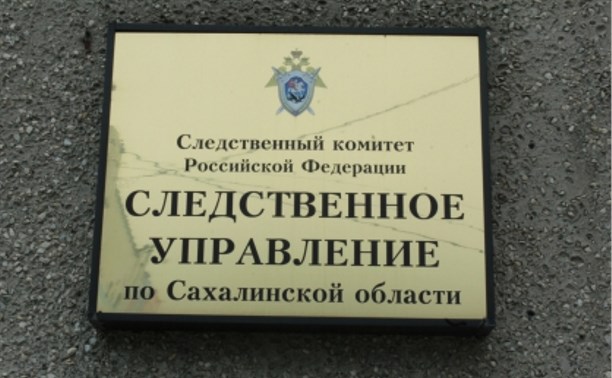 Следственный комитет
Российской Федерации
СЛЕДСТВЕННОЕ
УПРАВЛЕНИЕ
по Сахалинской области